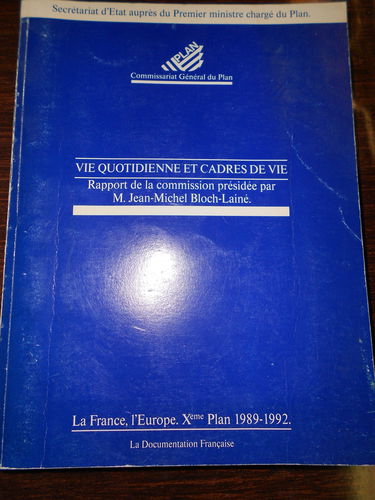 Secrétariat d'Etat auprès du Premier ministre chargé du Plan.
PLAN
Commissariat Général du Plan
VIE QUOTIDIENNE ET CADRES DE VIE
Rapport de la commission présidée par
M. Jean-Michel Bloch-Lainé.
La France, l'Europe. Xème Plan 1989-1992.
La Documentation Française